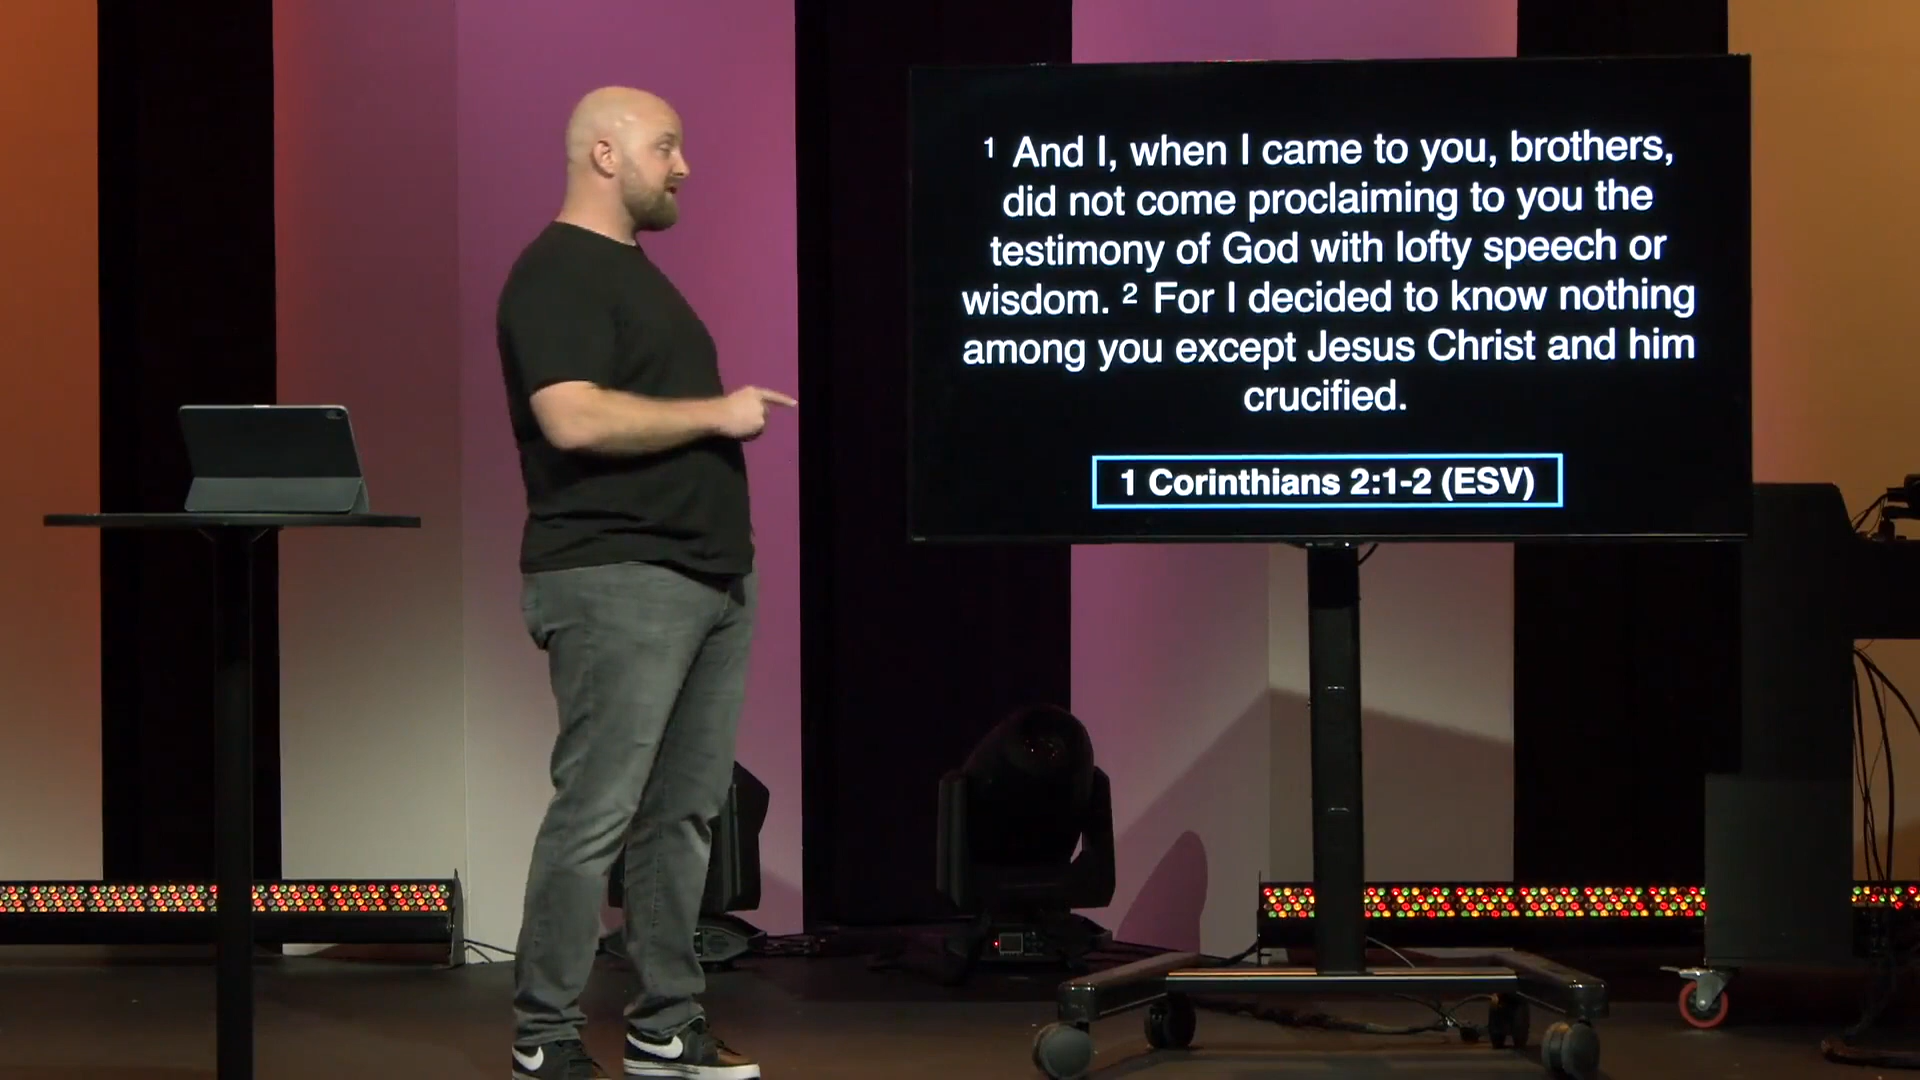 ¹ And I, when I came to you, brothers,
did not come proclaiming to you the
testimony of God with lofty speech or
wisdom. ² For I decided to know nothing
among you except Jesus Christ and him
crucified.
1 Corinthians 2:1-2 (ESV)